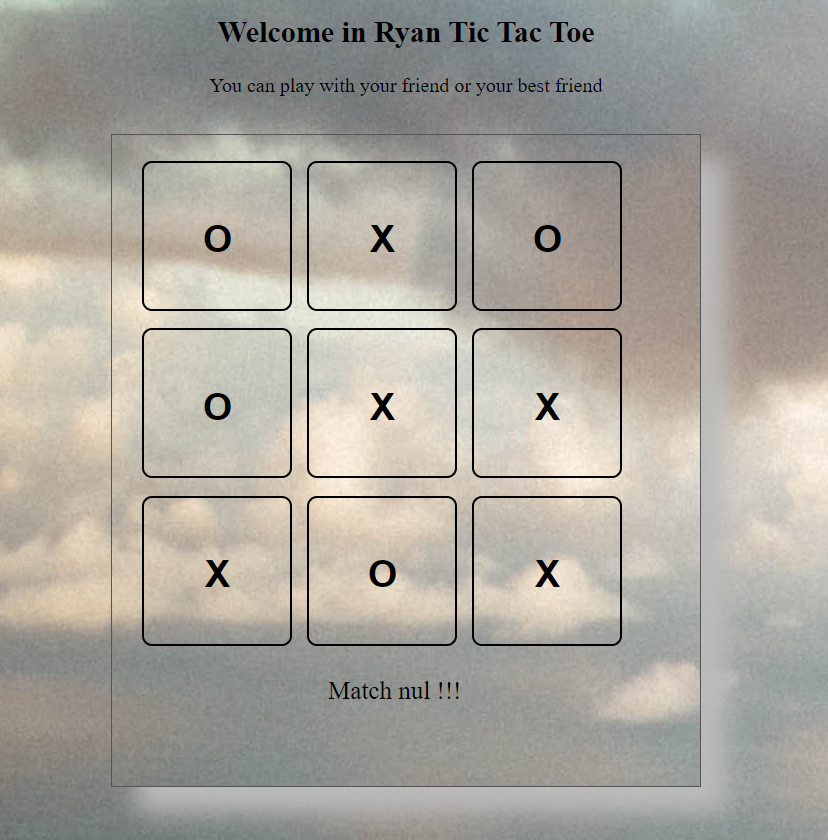 Welcome in Ryan Tic Tac Toe
You can play with your friend or your best friend
O X O
O X X
X O X
Match nul !!!